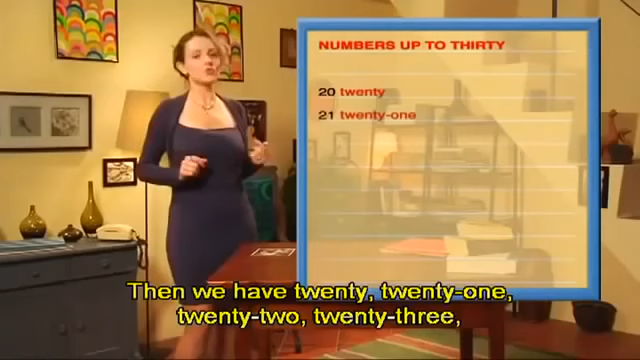 NUMBERS UP TO THIRTY
20 twenty
21 twenty-one
Then we have twenty, twenty-one,
twenty-two, twenty-three,